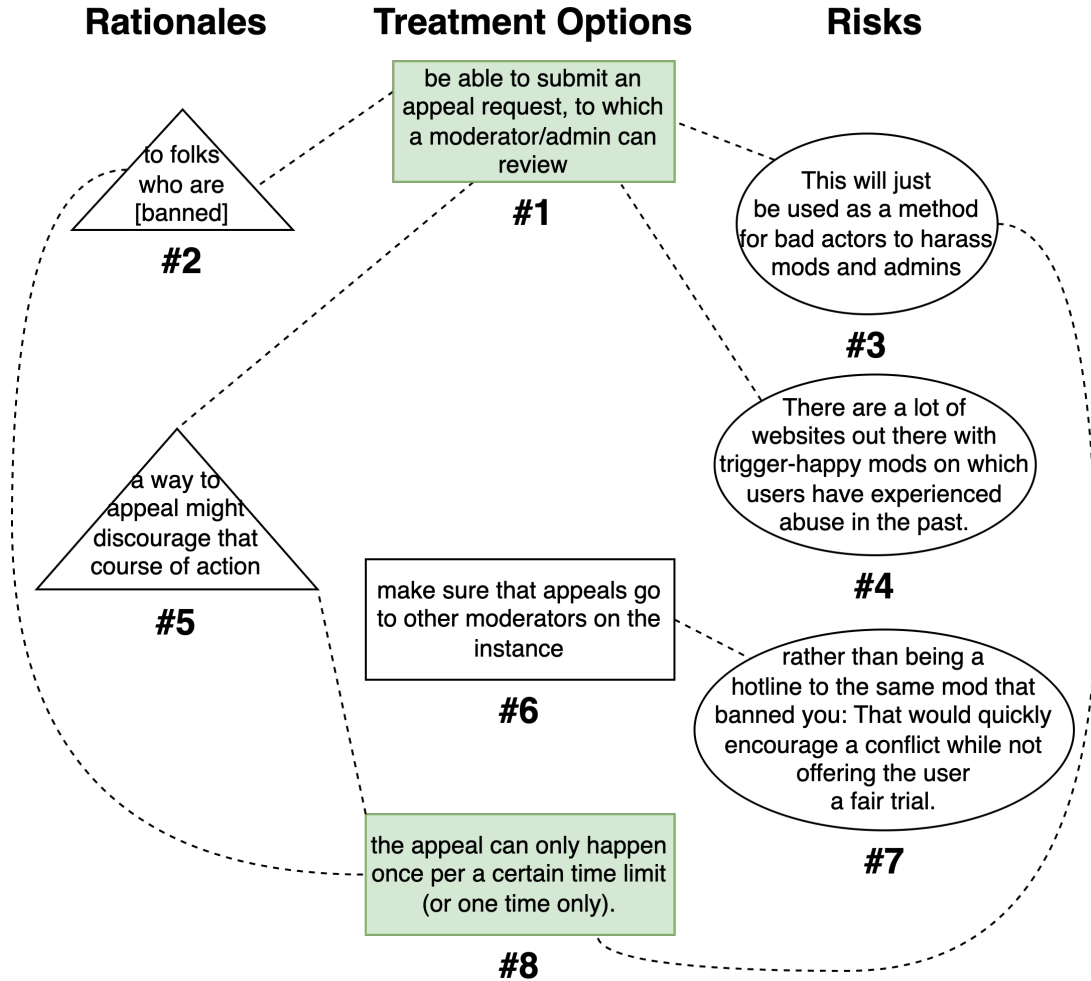 Rationales
Treatment Options
Risks
be able to submit an
appeal request, to which
a moderator/admin can
review
#1
to folks
who are
[banned]
#2
This will just
be used as a method
for bad actors to harass
mods and admins
#3
There are a lot of
websites out there with
trigger-happy mods on which
users have experienced
abuse in the past.
#4
a way to
appeal might
discourage that
course of action
#5
make sure that appeals go
to other moderators on the
instance
#6
rather than being a
hotline to the same mod that
banned you: That would quickly
encourage a conflict while not
offering the user
a fair trial.
#7
the appeal can only happen
once per a certain time limit
(or one time only).
#8